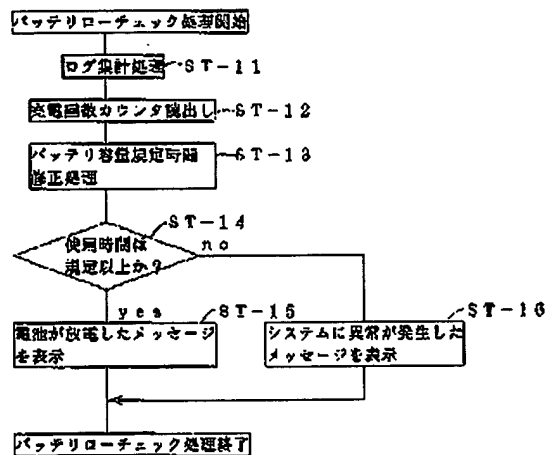 バッテリローチェック処理開始
ログ集計処理
ST-11
充電回数カウンタ読出し
ST-12
バッテリ容量規定時間
修正処理
ST-13
ST-14
使用時間は
規定以上か?
no
yes
ST-15
電池が放電したメッセージ
を表示
ST-16
システムに異常が発生した
メッセージを表示
バッテリローチェック処理終了